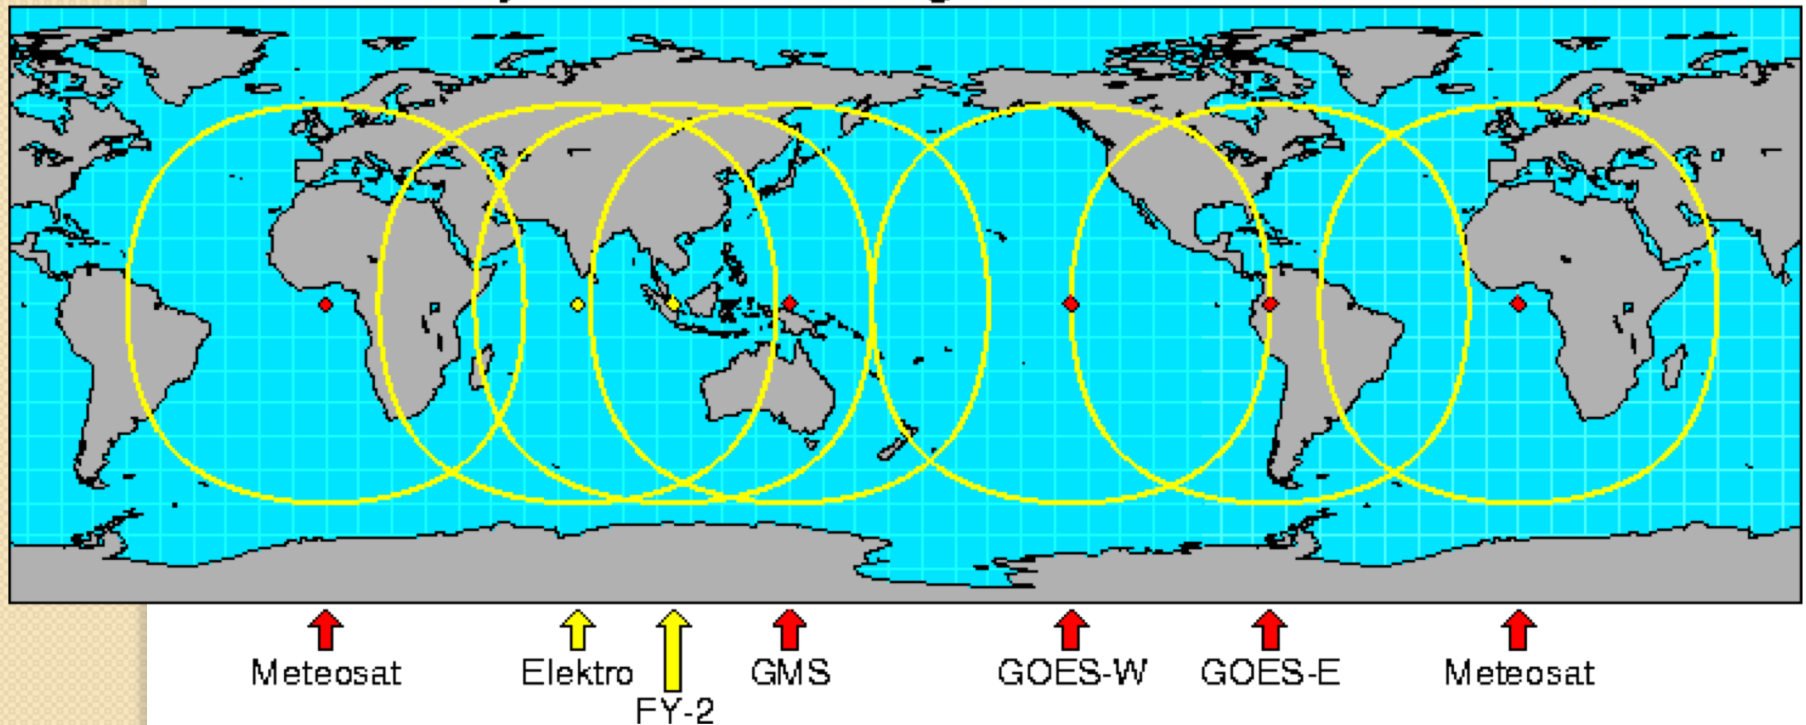 Meteosat
Elektro
FY-2
GMS
GOES-W
GOES-E
Meteosat